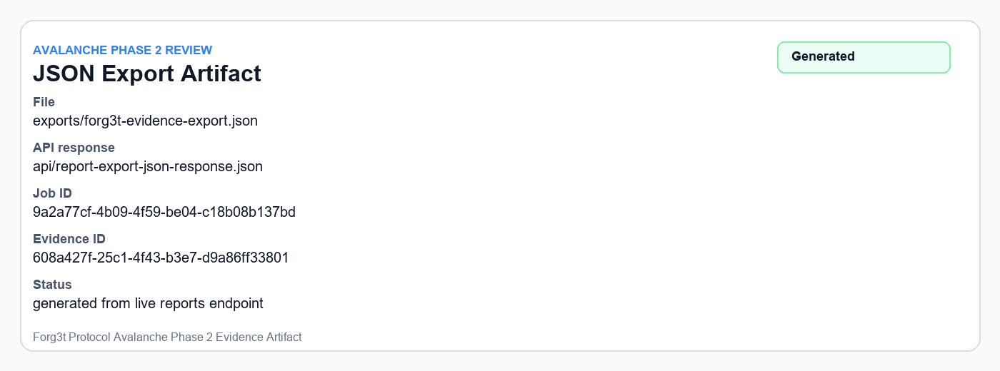 AVALANCHE PHASE 2 REVIEW
JSON Export Artifact
Generated
File
exports/forg3t-evidence-export.json
API response
api/report-export-json-response.json
Job ID
9a2a77cf-4b09-4f59-be04-c18b08b137bd
Evidence ID
608a427f-25c1-4f43-b3e7-d9a86ff33801
Status
generated from live reports endpoint
Forg3t Protocol Avalanche Phase 2 Evidence Artifact